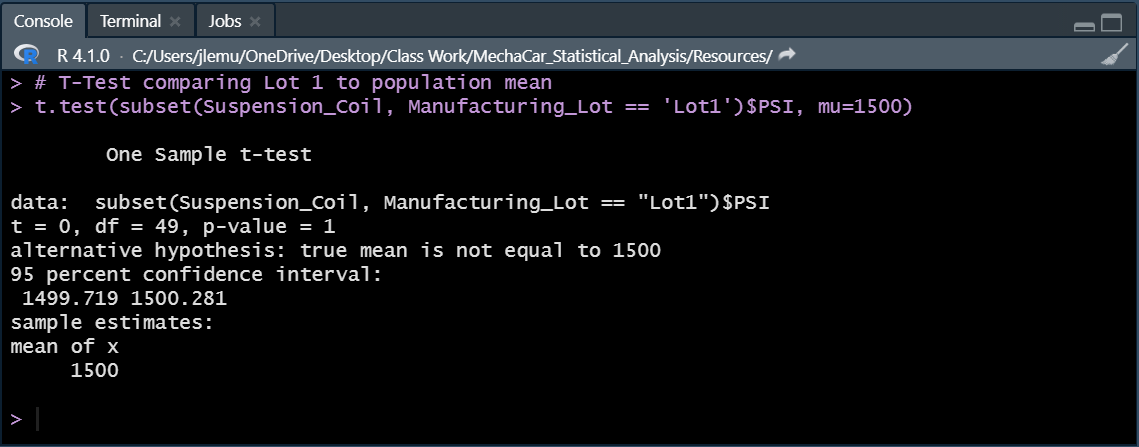 Console Terminal Jobs
R R 4.1.0 · C:/Users/jlemu/OneDrive/Desktop/Class Work/MechaCar_Statistical_Analysis/Resources/
> # T-Test comparing Lot 1 to population mean
> t.test(subset(Suspension_Coil, Manufacturing_Lot == 'Lot1')$PSI, mu=1500)
One Sample t-test
data:  subset(Suspension_Coil, Manufacturing_Lot == "Lot1")$PSI
t = 0, df = 49, p-value = 1
alternative hypothesis: true mean is not equal to 1500
95 percent confidence interval:
1499.719 1500.281
sample estimates:
mean of x
1500
>